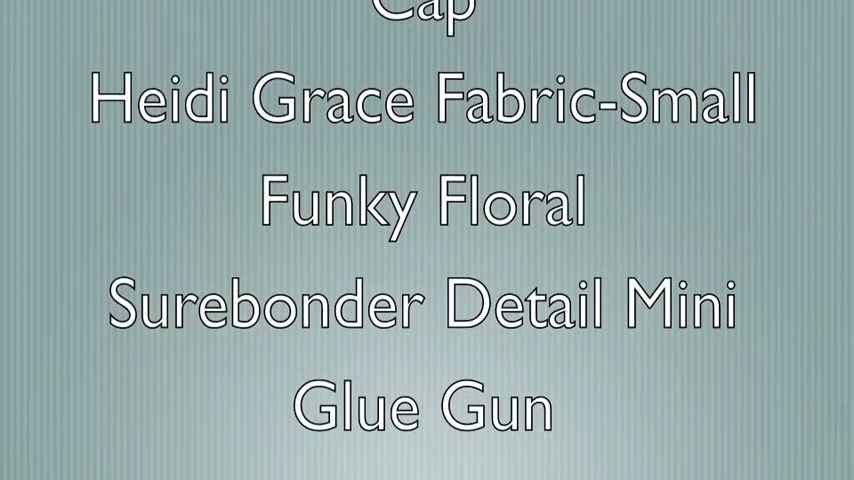 Cap
Heidi Grace Fabric-Small
Funky Floral
Surebonder Detail Mini
Glue Gun